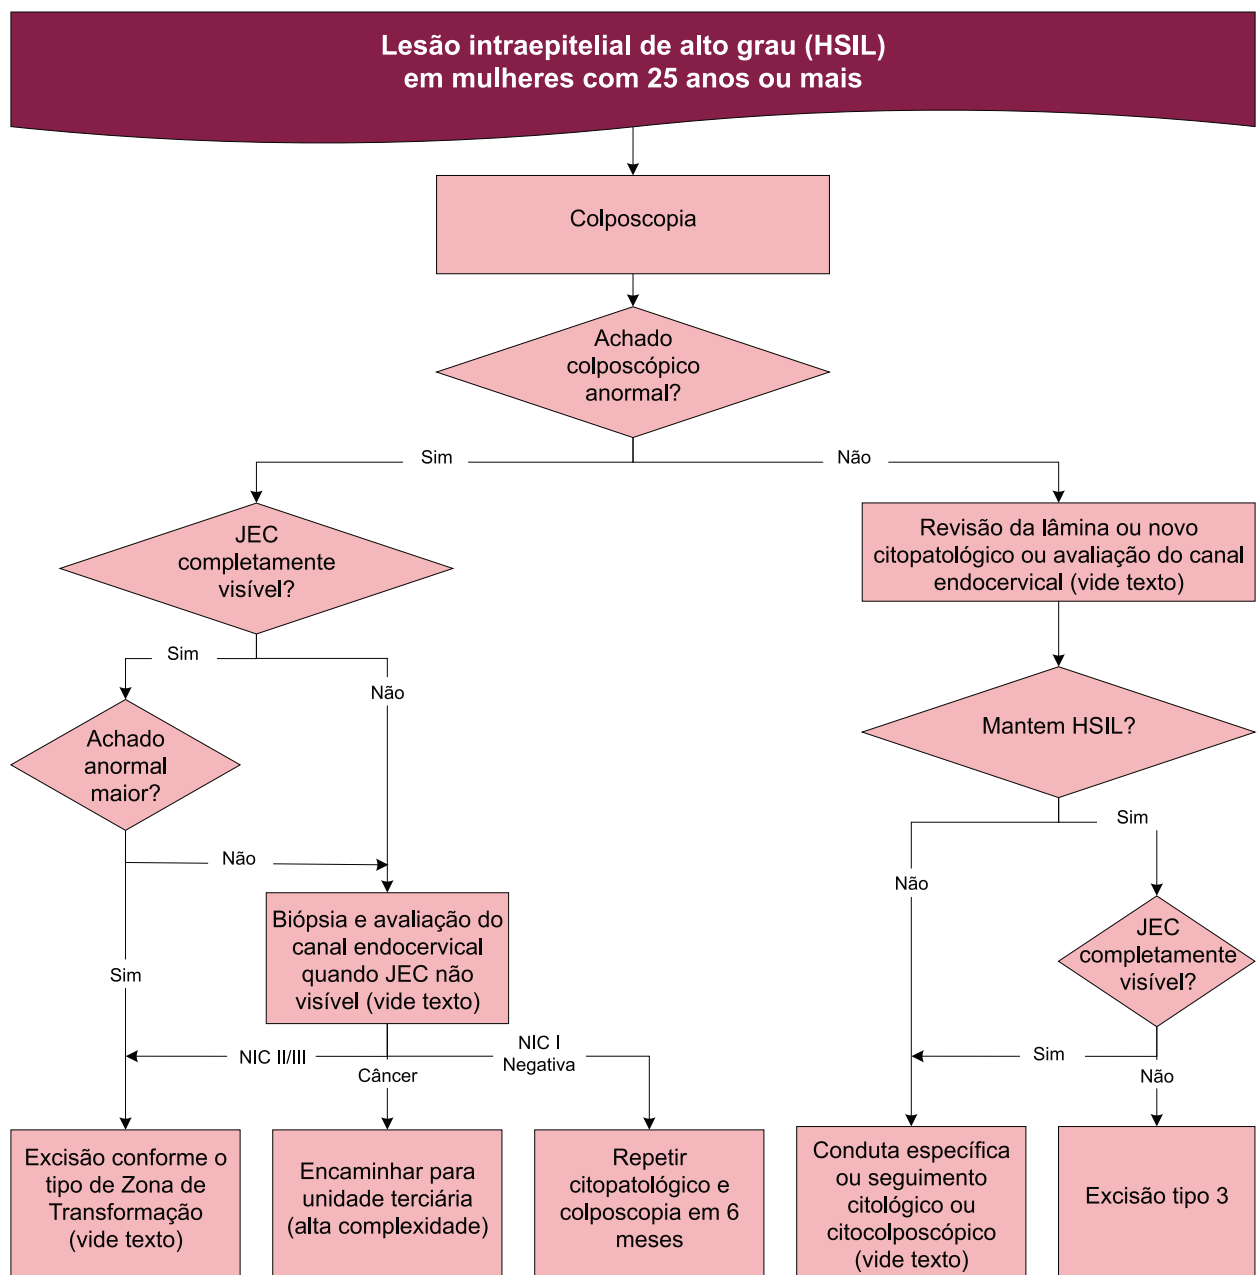 Lesão intraepitelial de alto grau (HSIL)
em mulheres com 25 anos ou mais
Colposcopia
Achado
colposcópico
anormal?
Sim
Não
JEC
completamente
visível?
Revisão da lâmina ou novo
citopatológico ou avaliação do canal
endocervical (vide texto)
Sim
Não
Achado
anormal
maior?
Mantem HSIL?
Sim
Não
Não
Biópsia e avaliação do
canal endocervical
quando JEC não
visível (vide texto)
JEC
completamente
visível?
Sim
NIC II/III
Câncer
NIC I
Negativa
Sim
Não
Excisão conforme o
tipo de Zona de
Transformação
(vide texto)
Encaminhar para
unidade terciária
(alta complexidade)
Repetir
citopatológico e
colposcopia em 6
meses
Conduta específica
ou seguimento
citológico ou
citocolposcópico
(vide texto)
Excisão tipo 3